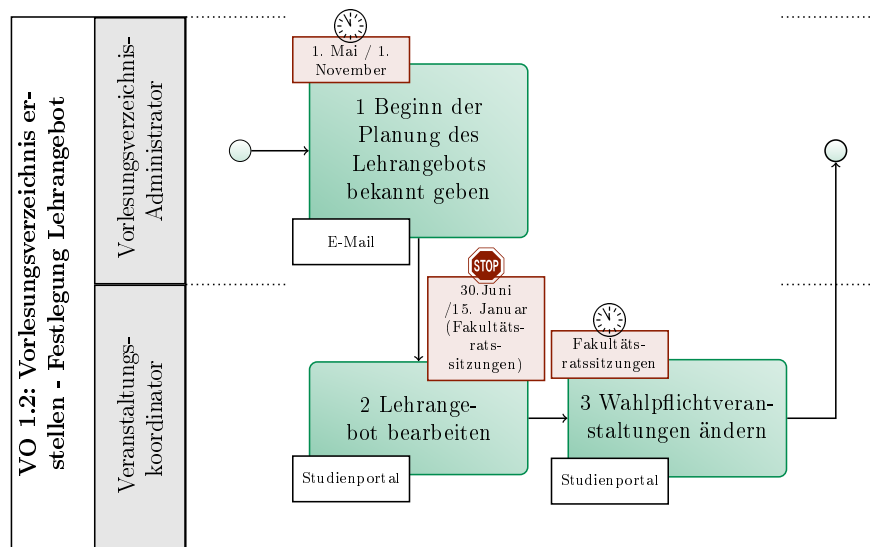 VO 1.2: Vorlesungsverzeichnis er-
stellen - Festlegung Lehrangebot
Vorlesungsverzeichnis-
Administrator
1. Mai / 1.
November
1 Beginn der
Planung des
Lehrangebots
bekannt geben
E-Mail
Veranstaltungs-
koordinator
STOP
30.Juni
/15. Januar
(Fakultäts-
rats-
sitzungen)
2 Lehrange-
bot bearbeiten
Studienportal
Fakultäts-
ratssitzungen
3 Wahlpflichtveran-
staltungen ändern
Studienportal